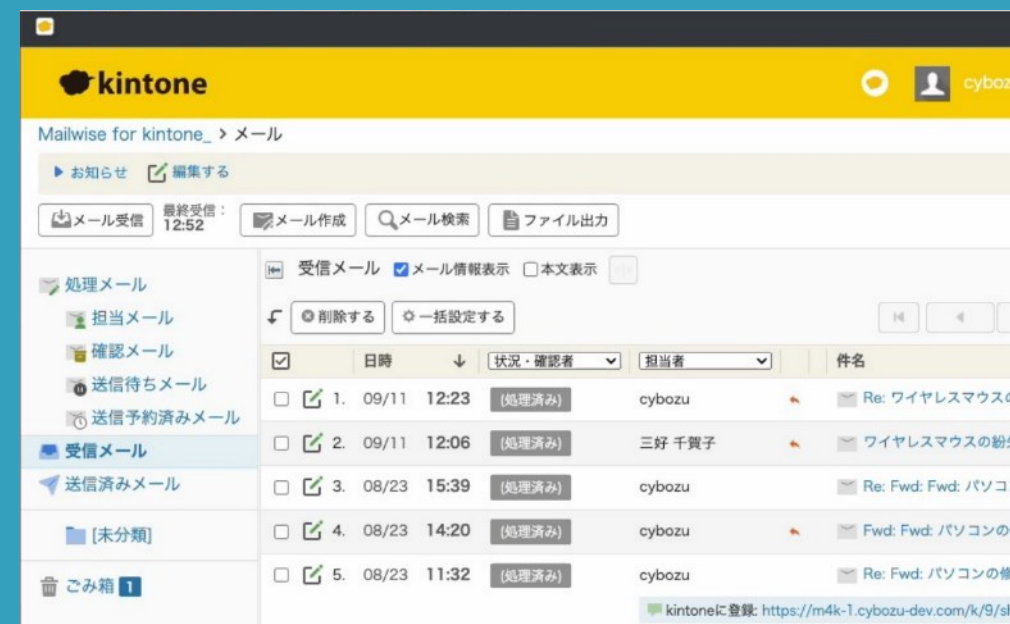 kintone
Mailwise for kintone_ > メール
お知らせ 編集する
メール受信 最終受信: 12:52 メール作成 メール検索 ファイル出力
処理メール
担当メール
確認メール
送信待ちメール
送信予約済みメール
受信メール
送信済みメール
[未分類]
ごみ箱 1
受信メール メール情報表示 本文表示
削除する 一括設定する
日時 ↓ 状況・確認者 担当者 件名
1. 09/11 12:23 (処理済み) cybozu Re: ワイヤレスマウスの
2. 09/11 12:06 (処理済み) 三好 千賀子 ワイヤレスマウスの紛
3. 08/23 15:39 (処理済み) cybozu Re: Fwd: Fwd: パソコ
4. 08/23 14:20 (処理済み) cybozu Fwd: Fwd: パソコンの
5. 08/23 11:32 (処理済み) cybozu Re: Fwd: パソコンの修
kintoneに登録: https://m4k-1.cybozu-dev.com/k/9/sh